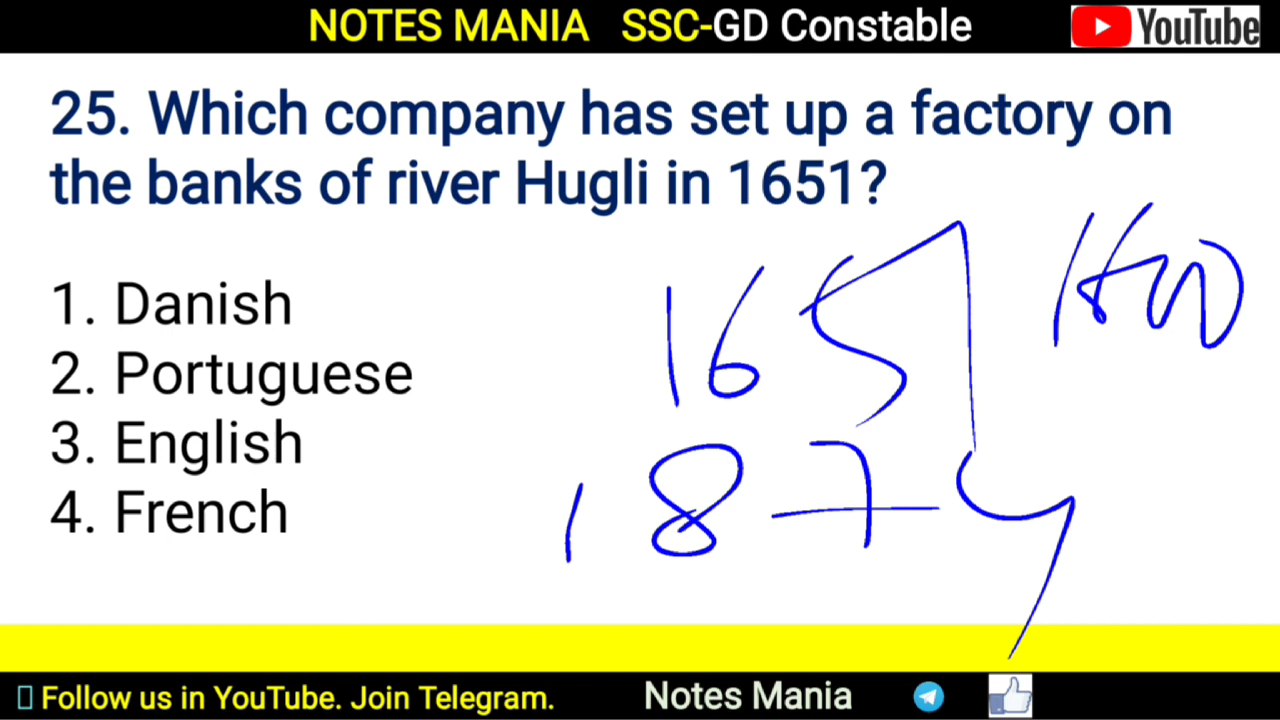 NOTES MANIA SSC-GD Constable YouTube
25. Which company has set up a factory on
the banks of river Hugli in 1651?
1. Danish
2. Portuguese
3. English
4. French
1651
1600
1874
Follow us in YouTube. Join Telegram. Notes Mania